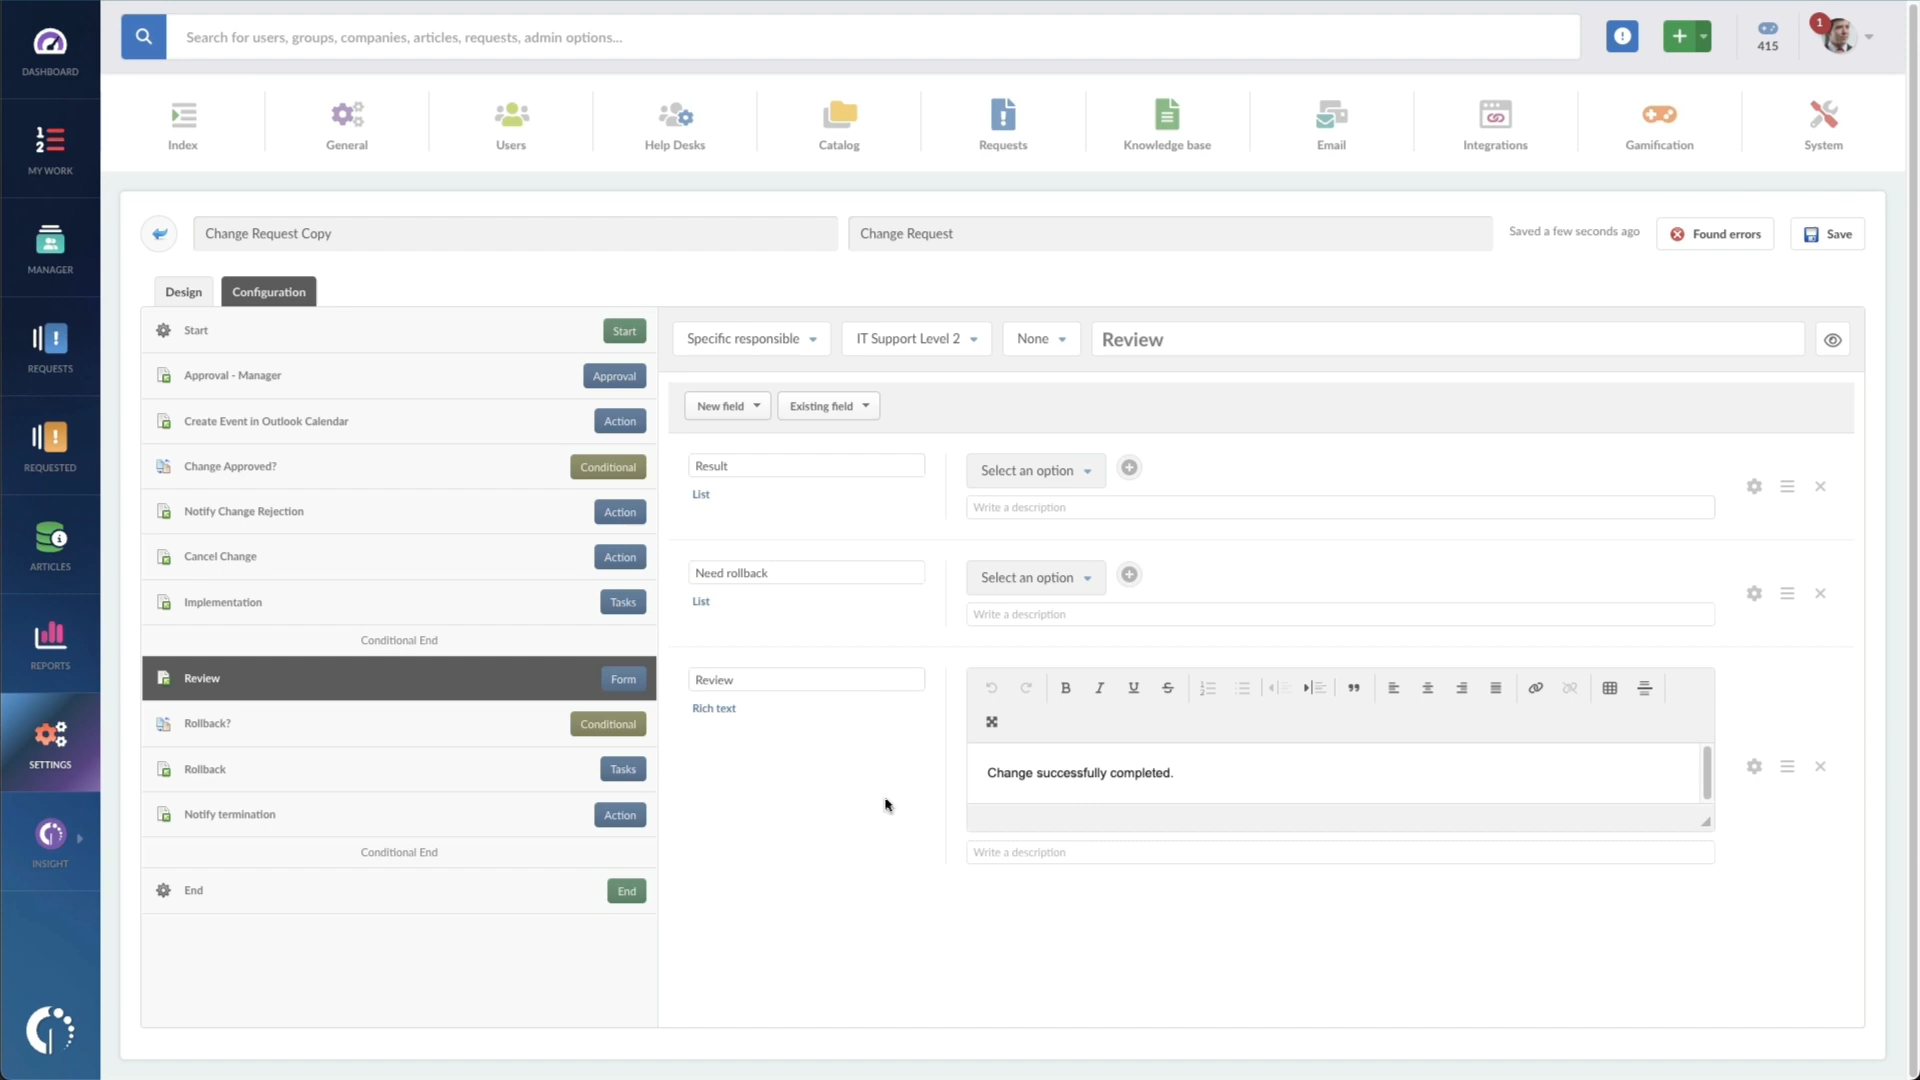 DASHBOARD
MY WORK
MANAGER
REQUESTS
REQUESTED
ARTICLES
REPORTS
SETTINGS
INSIGHT
Search for users, groups, companies, articles, requests, admin options...
415
1
Index
General
Users
Help Desks
Catalog
Requests
Knowledge base
Email
Integrations
Gamification
System
Change Request Copy
Change Request
Saved a few seconds ago
Found errors
Save
Design
Configuration
Start Start
Approval - Manager Approval
Create Event in Outlook Calendar Action
Change Approved? Conditional
Notify Change Rejection Action
Cancel Change Action
Implementation Tasks
Conditional End
Review Form
Rollback? Conditional
Rollback Tasks
Notify termination Action
Conditional End
End End
Specific responsible
IT Support Level 2
None
Review
New field
Existing field
Result
List
Select an option
Write a description
Need rollback
List
Select an option
Write a description
Review
Rich text
Change successfully completed.
Write a description